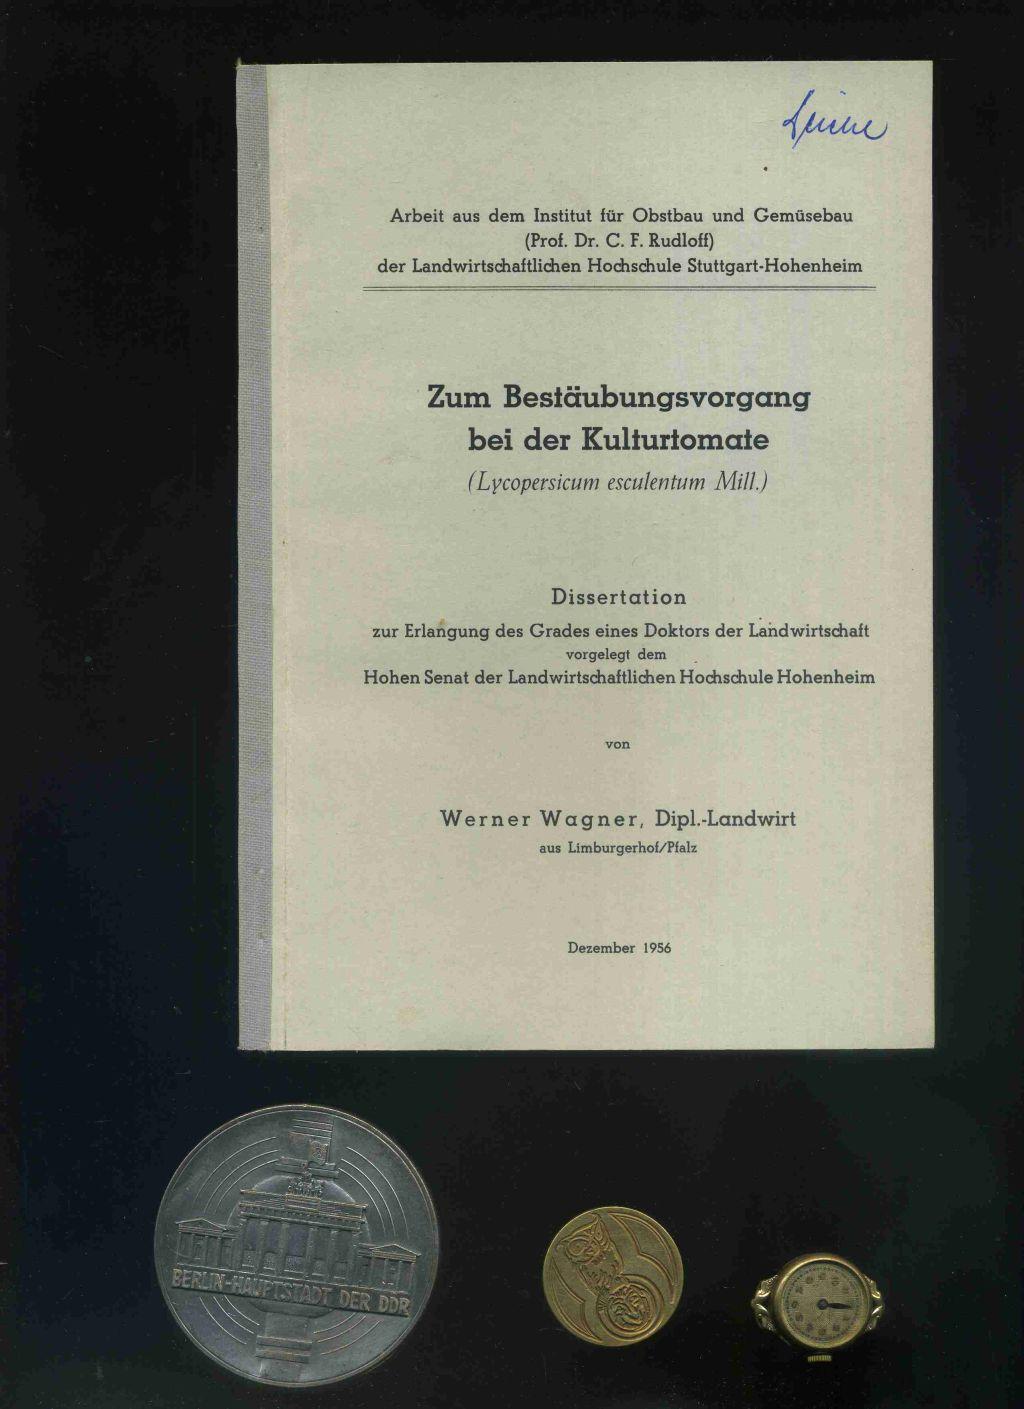 Arbeit aus dem Institut für Obstbau und Gemüsebau
(Prof. Dr. C. F. Rudloff)
der Landwirtschaftlichen Hochschule Stuttgart-Hohenheim
Zum Bestäubungsvorgang
bei der Kulturtomate
(Lycopersicum esculentum Mill.)
Dissertation
zur Erlangung des Grades eines Doktors der Landwirtschaft
vorgelegt dem
Hohen Senat der Landwirtschaftlichen Hochschule Hohenheim
von
Werner Wagner, Dipl.-Landwirt
aus Limburgerhof/Pfalz
Dezember 1956
BERLIN-HAUPTSTADT DER DDR